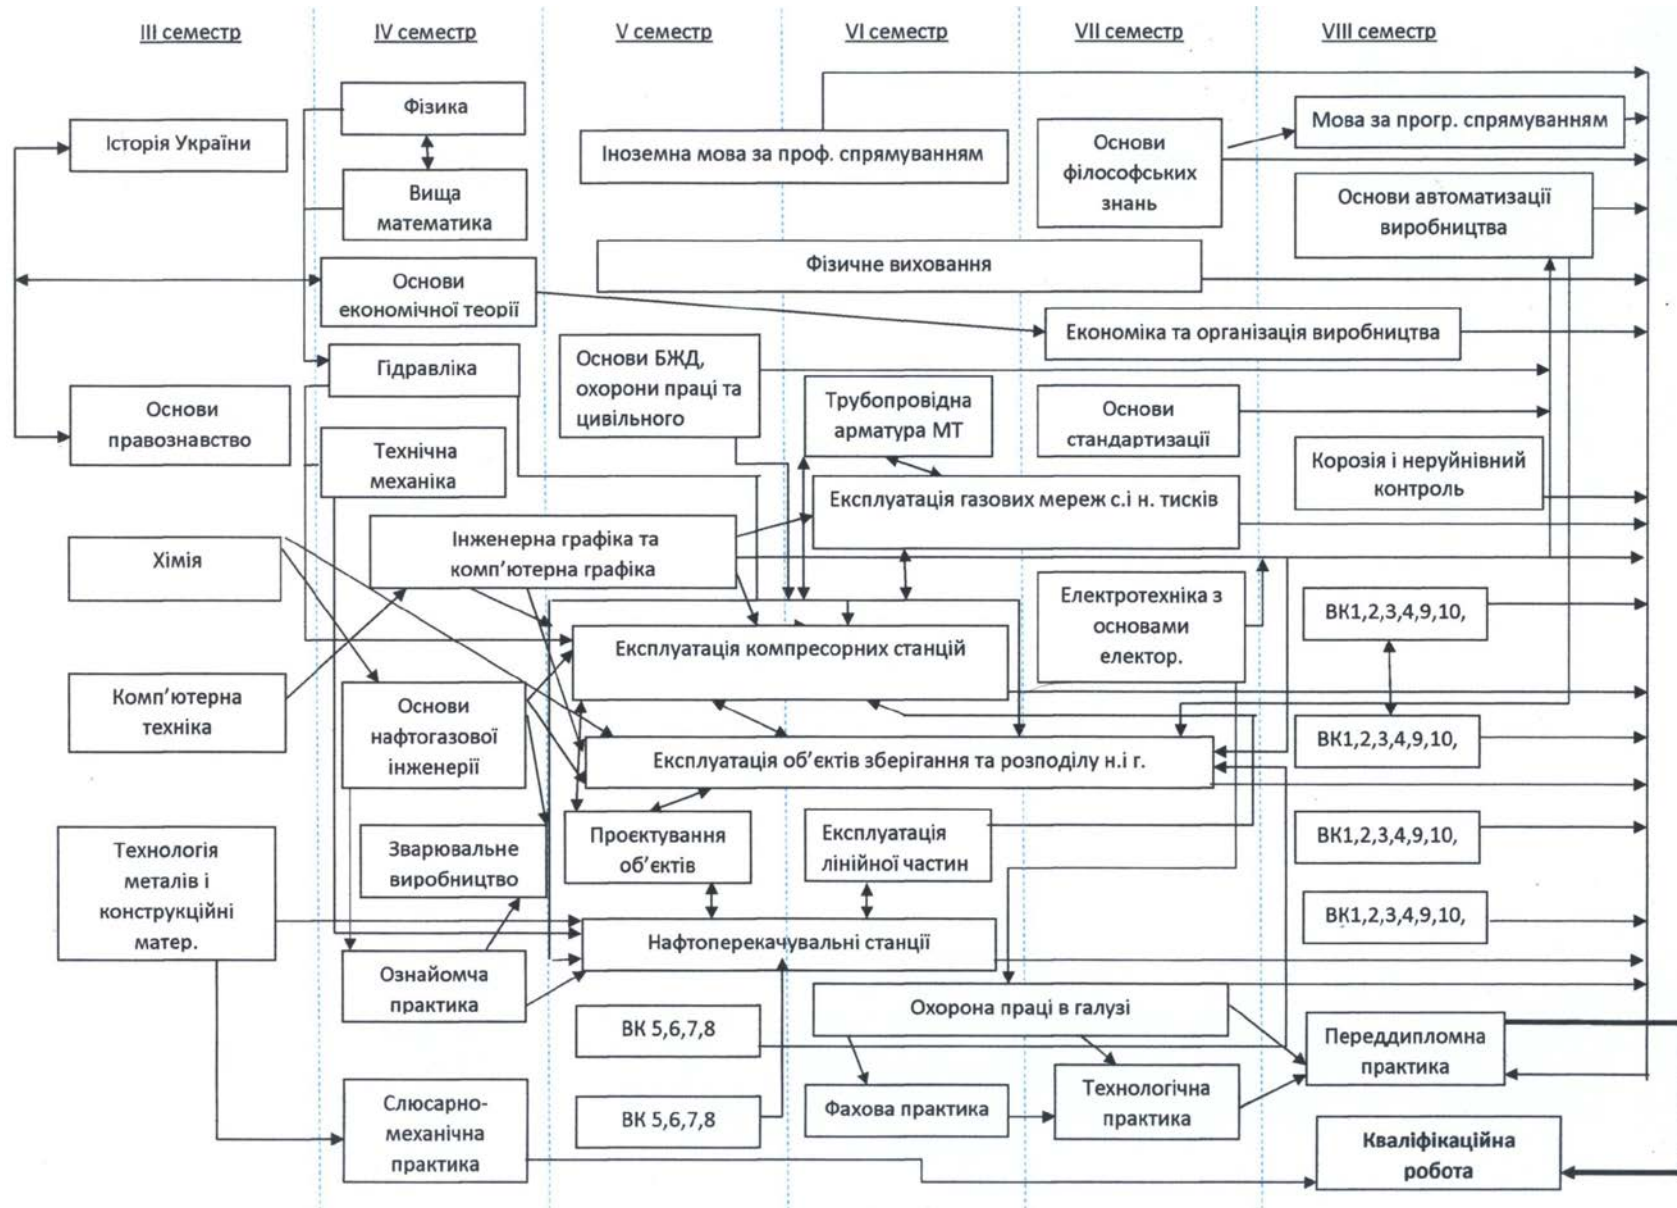 III семестр
IV семестр
V семестр
VI семестр
VII семестр
VIII семестр
Історія України
Основи
правознавство
Хімія
Комп’ютерна
техніка
Технологія
металів і
конструкційні
матер.
Фізика
Вища
математика
Основи
економічної теорії
Гідравліка
Технічна
механіка
Інженерна графіка та
комп’ютерна графіка
Основи
нафтогазової
інженерії
Зварювальне
виробництво
Ознайомча
практика
Слюсарно-
механічна
практика
Іноземна мова за проф. спрямуванням
Фізичне виховання
Основи БЖД,
охорони праці та
цивільного
Трубопровідна
арматура МТ
Експлуатація газових мереж с.і н. тисків
Експлуатація компресорних станцій
Експлуатація об’єктів зберігання та розподілу н.і г.
Проєктування
об’єктів
Експлуатація
лінійної частин
Нафтоперекачувальні станції
ВК 5,6,7,8
ВК 5,6,7,8
Охорона праці в галузі
Фахова практика
Технологічна
практика
Основи
філософських
знань
Економіка та організація виробництва
Основи
стандартизації
Електротехніка з
основами
електор.
Мова за прогр. спрямуванням
Основи автоматизації
виробництва
Корозія і неруйнівний
контроль
ВК1,2,3,4,9,10,
ВК1,2,3,4,9,10,
ВК1,2,3,4,9,10,
ВК1,2,3,4,9,10,
Переддипломна
практика
Кваліфікаційна
робота